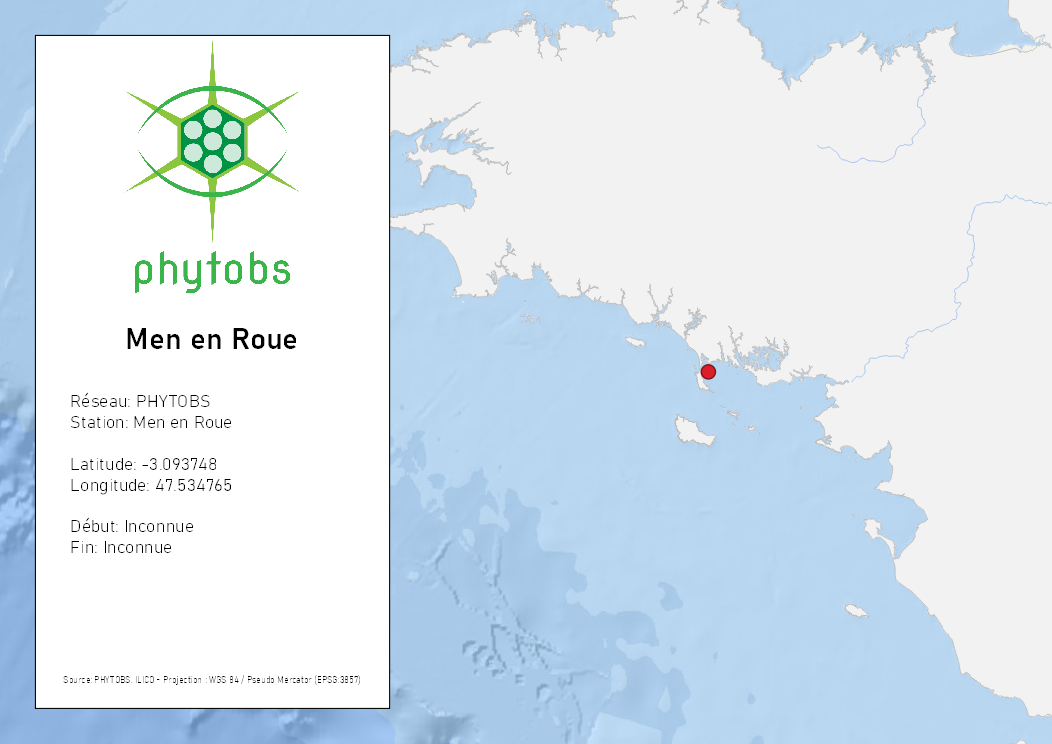 phytobs
Men en Roue
Réseau: PHYTOBS
Station: Men en Roue
Latitude: -3.093748
Longitude: 47.534765
Début: Inconnue
Fin: Inconnue
Source: PHYTOBS, ILICO - Projection : WGS 84 / Pseudo Mercator (EPSG:3857)